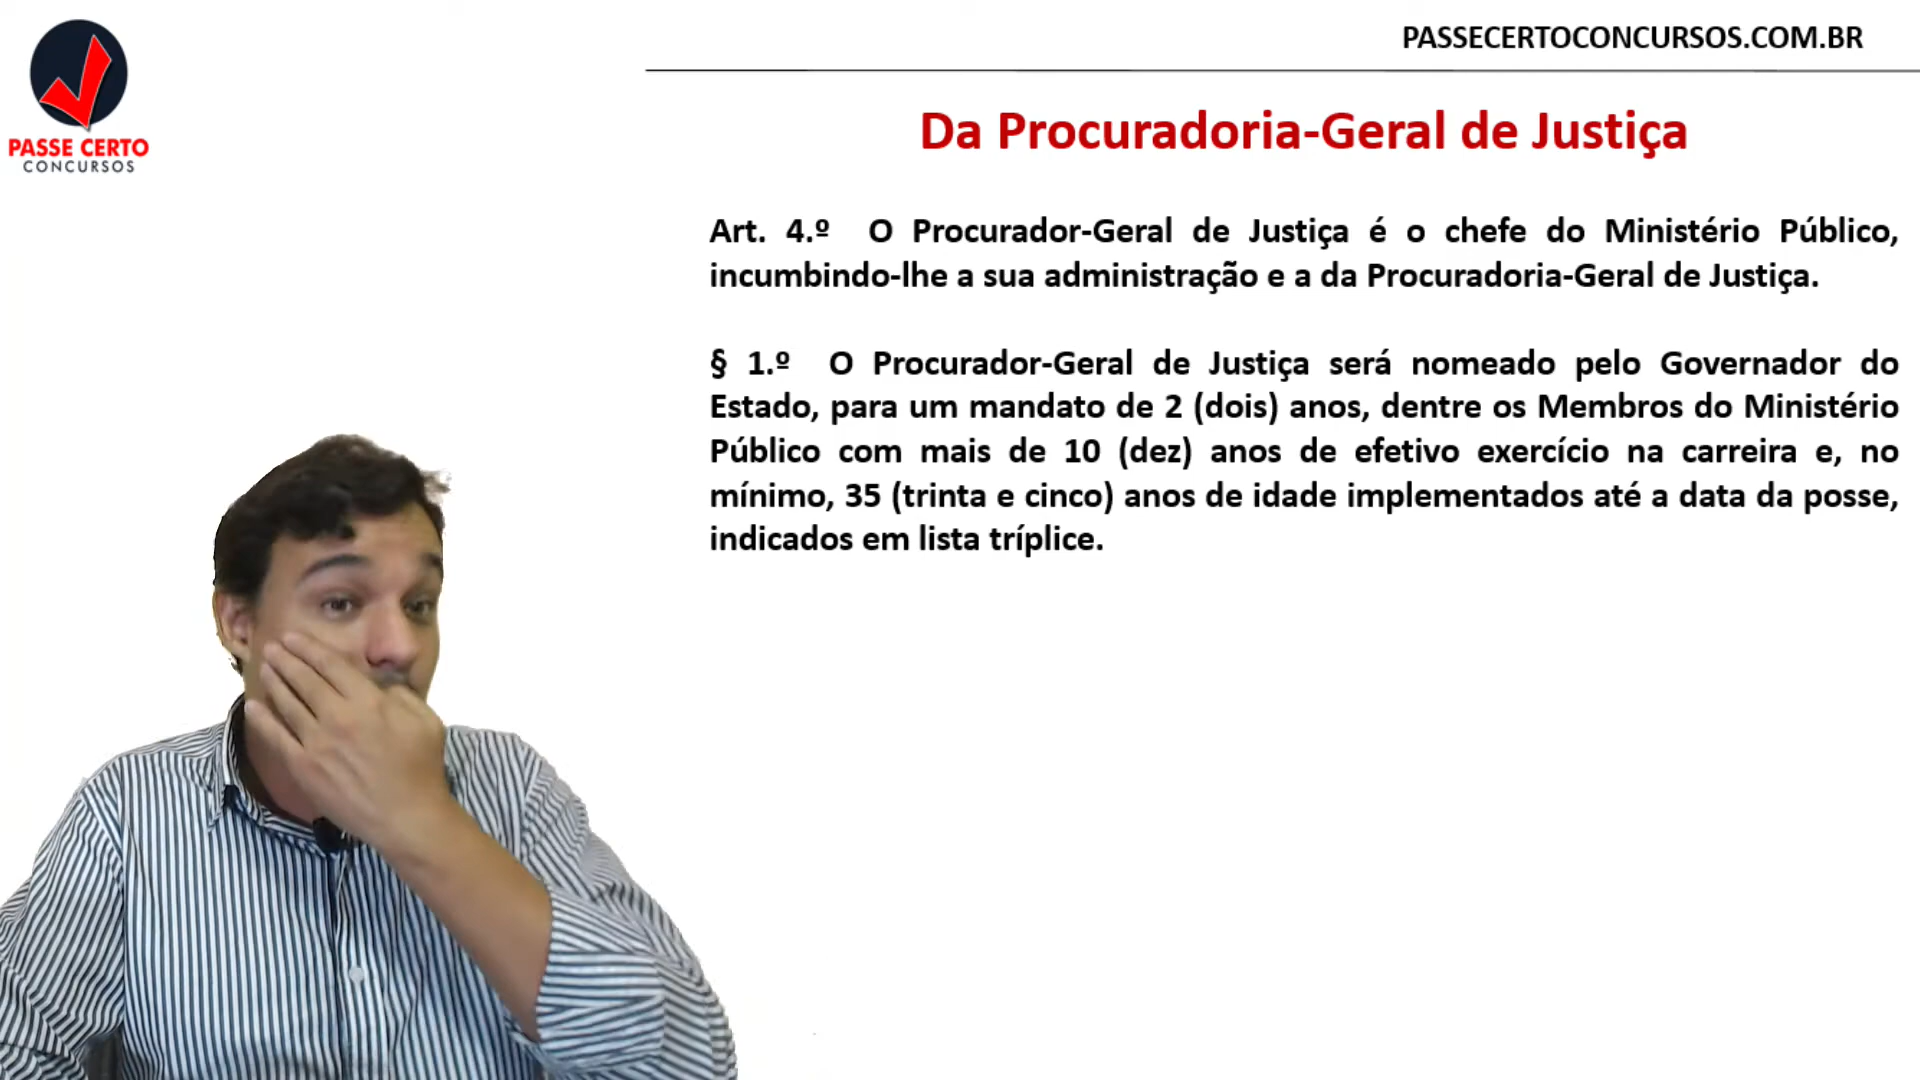 PASSECERTOCONCURSOS.COM.BR
PASSE CERTO
CONCURSOS
Da Procuradoria-Geral de Justiça
Art. 4.º O Procurador-Geral de Justiça é o chefe do Ministério Público,
incumbindo-lhe a sua administração e a da Procuradoria-Geral de Justiça.
§ 1.º O Procurador-Geral de Justiça será nomeado pelo Governador do
Estado, para um mandato de 2 (dois) anos, dentre os Membros do Ministério
Público com mais de 10 (dez) anos de efetivo exercício na carreira e, no
mínimo, 35 (trinta e cinco) anos de idade implementados até a data da posse,
indicados em lista tríplice.